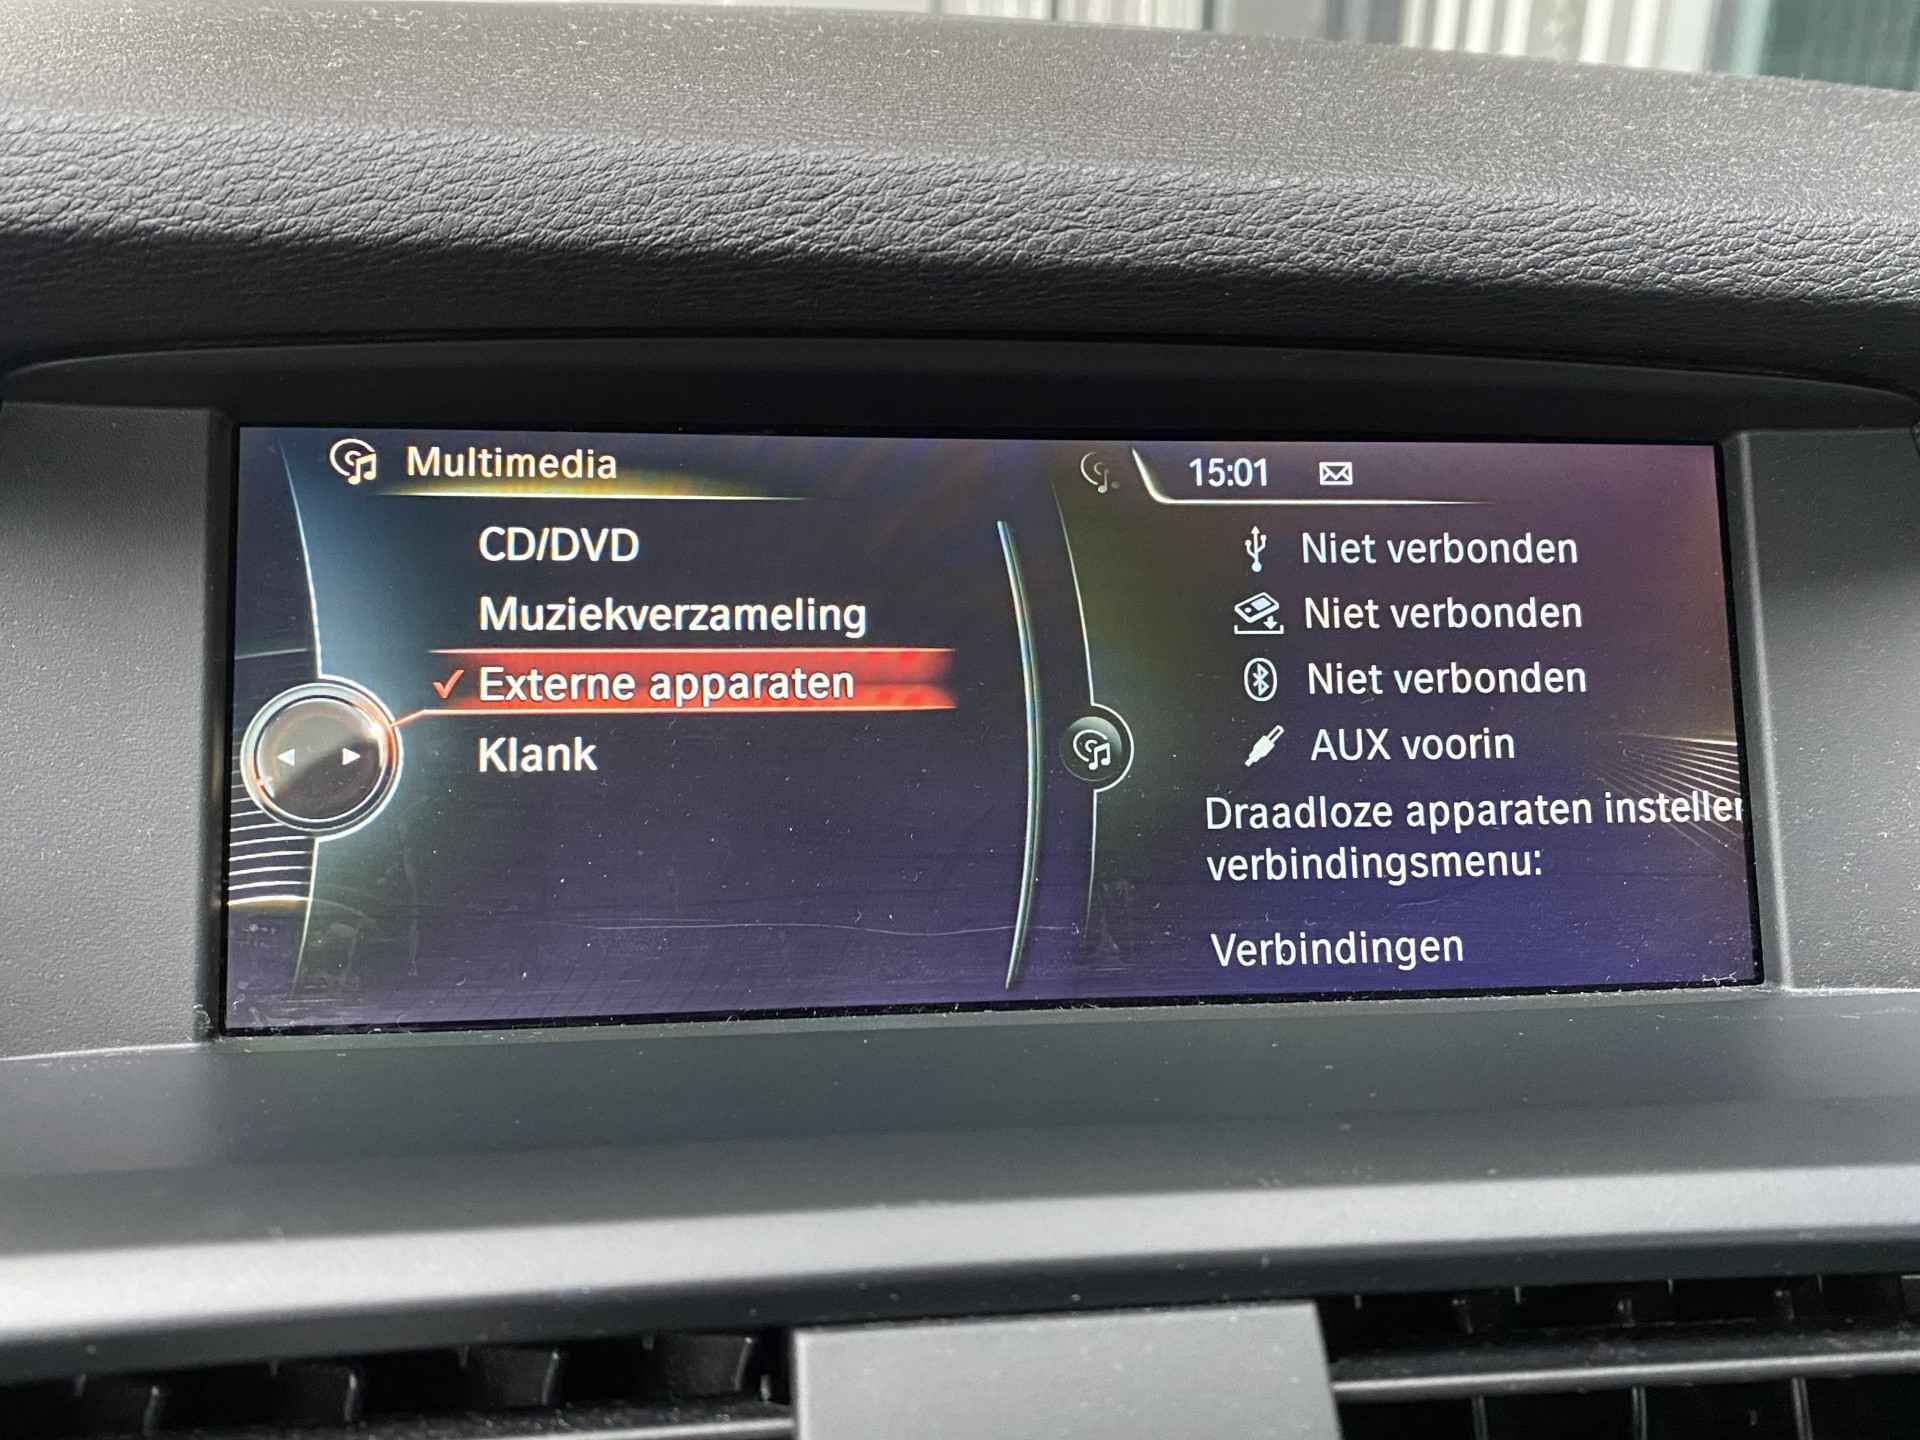 Multimedia
CD/DVD
Muziekverzameling
Externe apparaten
Klank
15:01
Niet verbonden
Niet verbonden
Niet verbonden
AUX voorin
Draadloze apparaten
verbindingsmenu:
Verbindingen